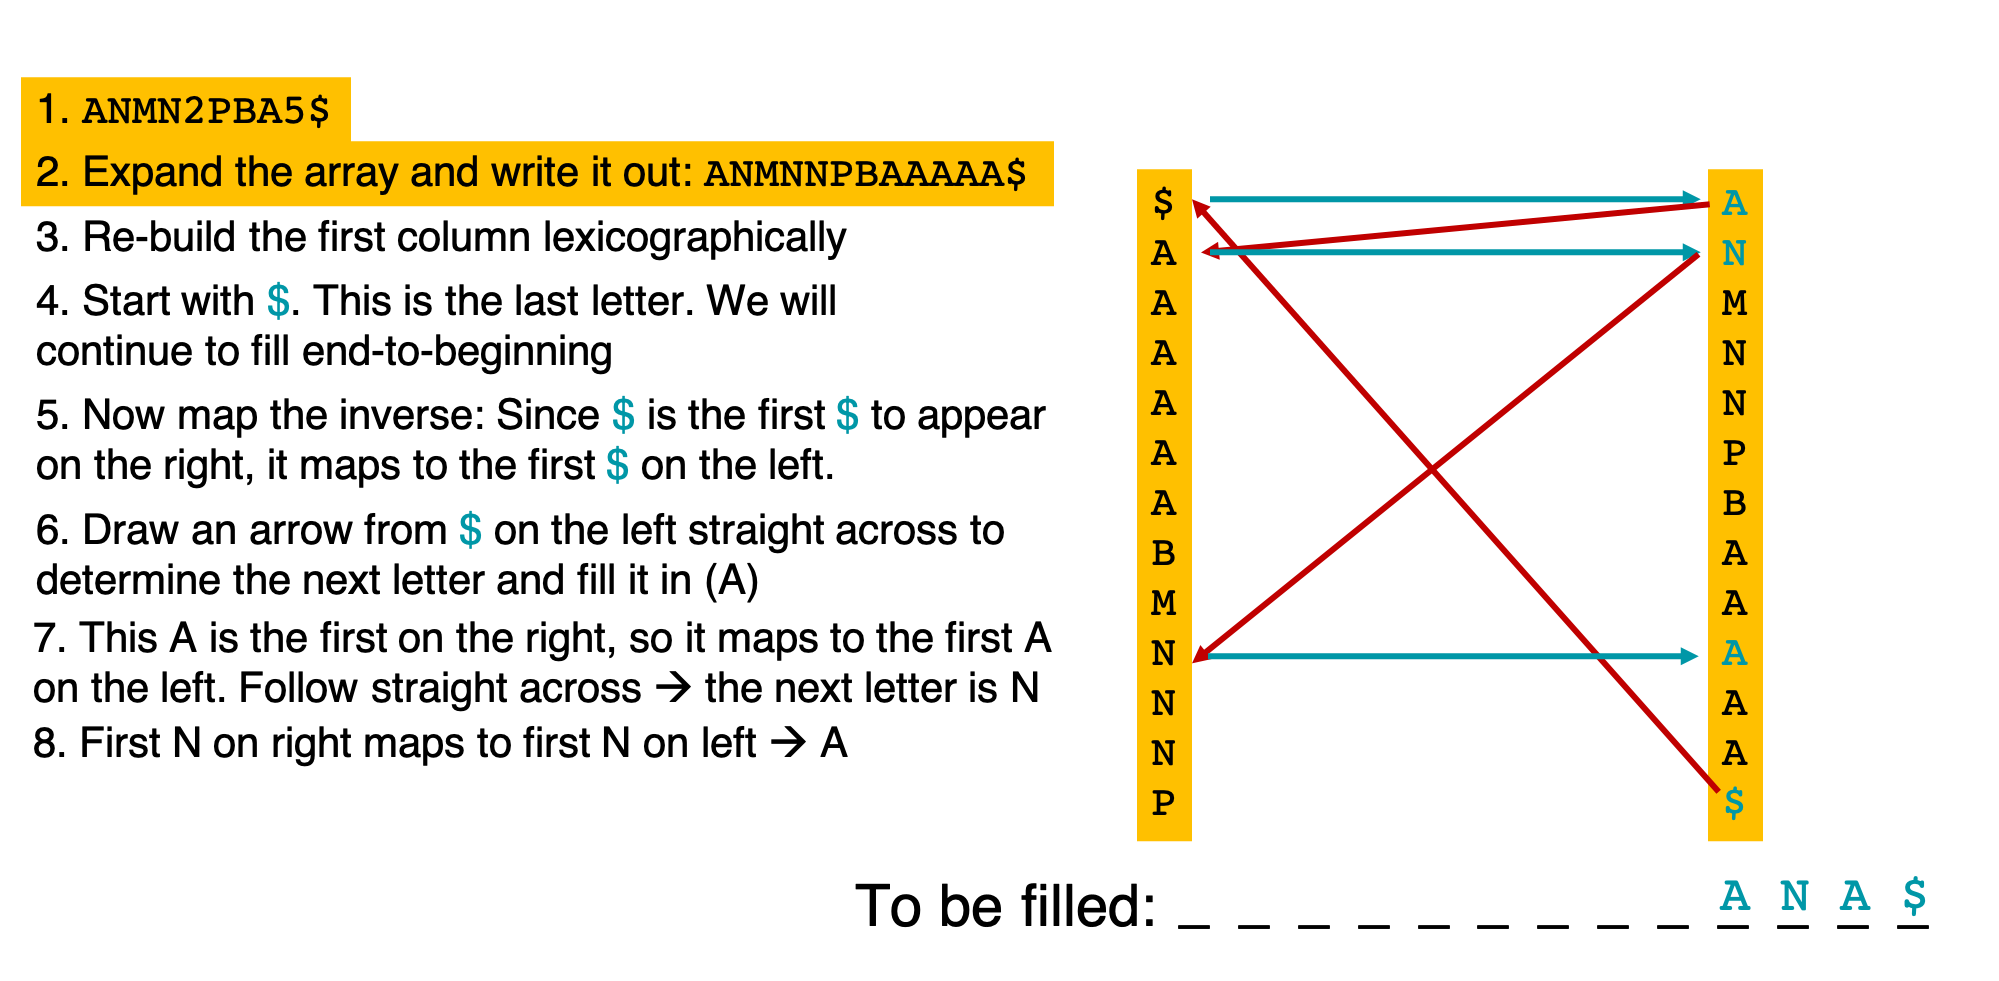 1. ANMN2PBA5$
2. Expand the array and write it out: ANMNNPBAAAAA$
3. Re-build the first column lexicographically
4. Start with $. This is the last letter. We will
continue to fill end-to-beginning
5. Now map the inverse: Since $ is the first $ to appear
on the right, it maps to the first $ on the left.
6. Draw an arrow from $ on the left straight across to
determine the next letter and fill it in (A)
7. This A is the first on the right, so it maps to the first A
on the left. Follow straight across → the next letter is N
8. First N on right maps to first N on left → A
$ A
A N
A M
A N
A N
A P
A B
B A
M A
N A
N A
N A
P $
To be filled: _ _ _ _ _ _ _ _ _ A N A $